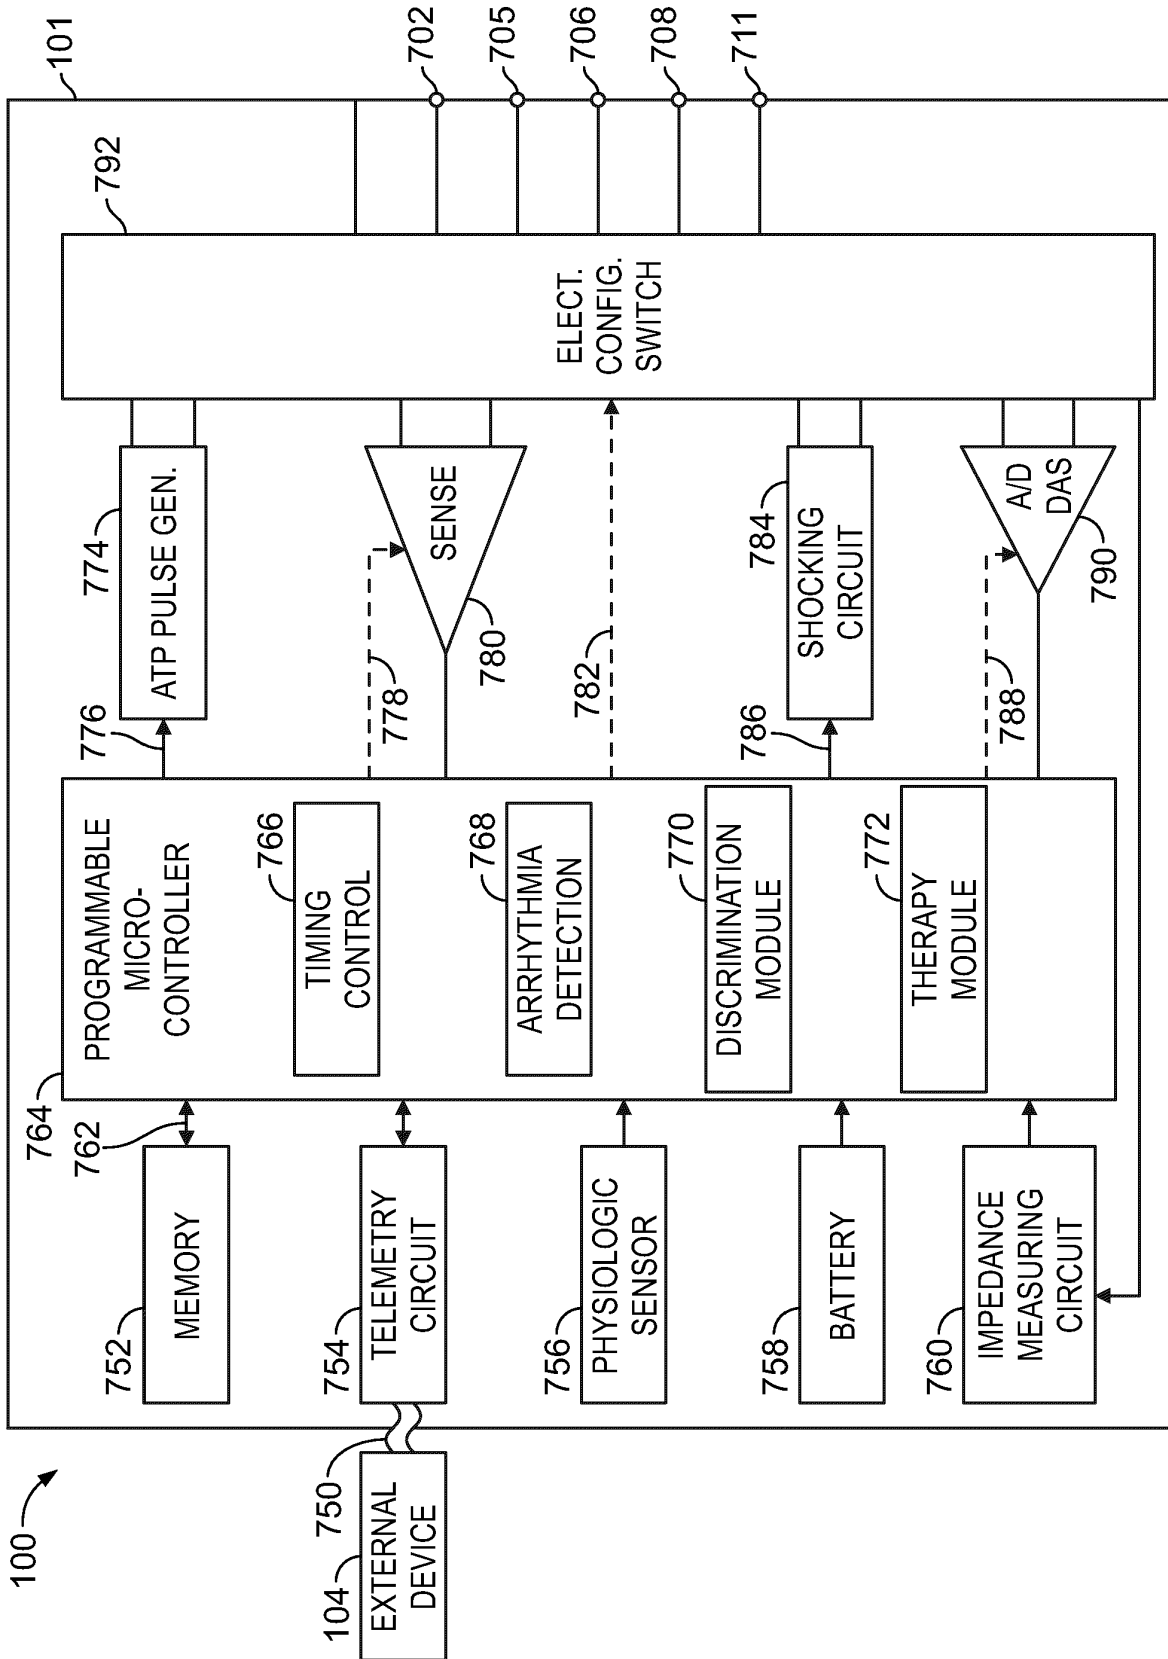 100
101
104
EXTERNAL
DEVICE
750
752
MEMORY
762
754
TELEMETRY
CIRCUIT
756
PHYSIOLOGIC
SENSOR
758
BATTERY
760
IMPEDANCE
MEASURING
CIRCUIT
764
PROGRAMMABLE
MICRO-
CONTROLLER
766
TIMING
CONTROL
768
ARRHYTHMIA
DETECTION
770
DISCRIMINATION
MODULE
772
THERAPY
MODULE
776
774
ATP PULSE GEN.
778
SENSE
780
782
786
784
SHOCKING
CIRCUIT
788
A/D
DAS
790
792
ELECT.
CONFIG.
SWITCH
702
705
706
708
711